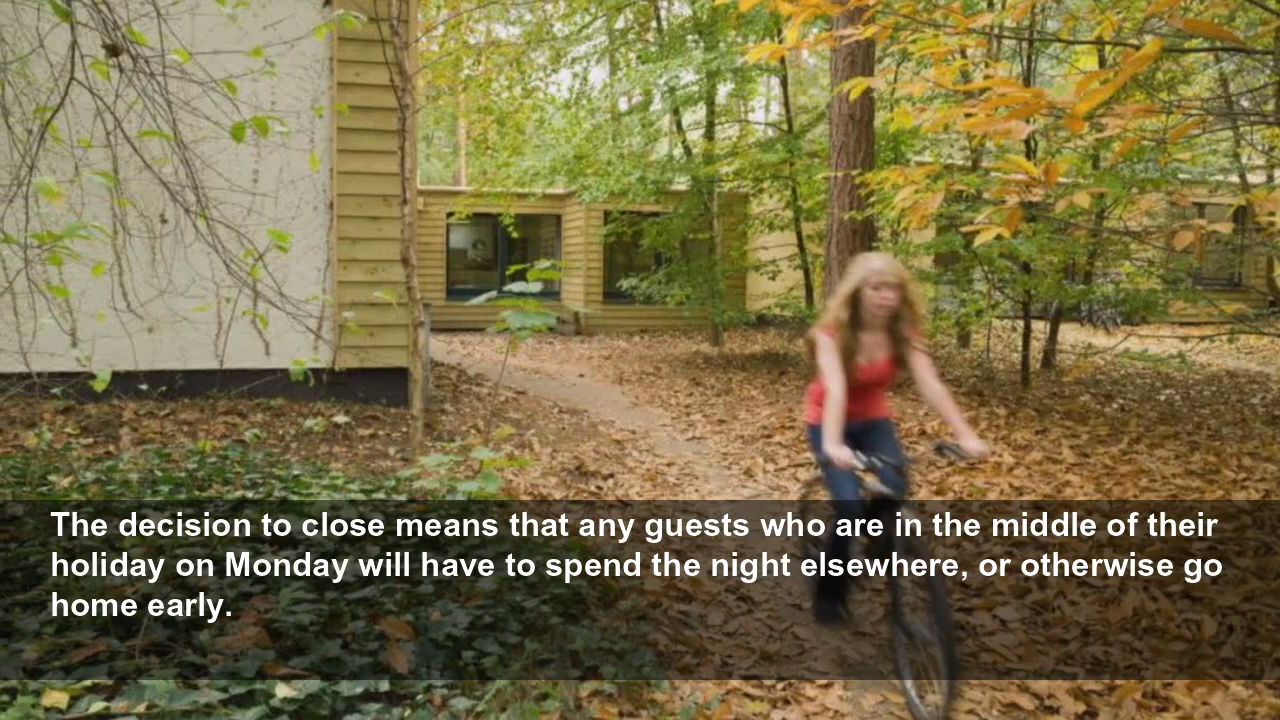 The decision to close means that any guests who are in the middle of their
holiday on Monday will have to spend the night elsewhere, or otherwise go
home early.